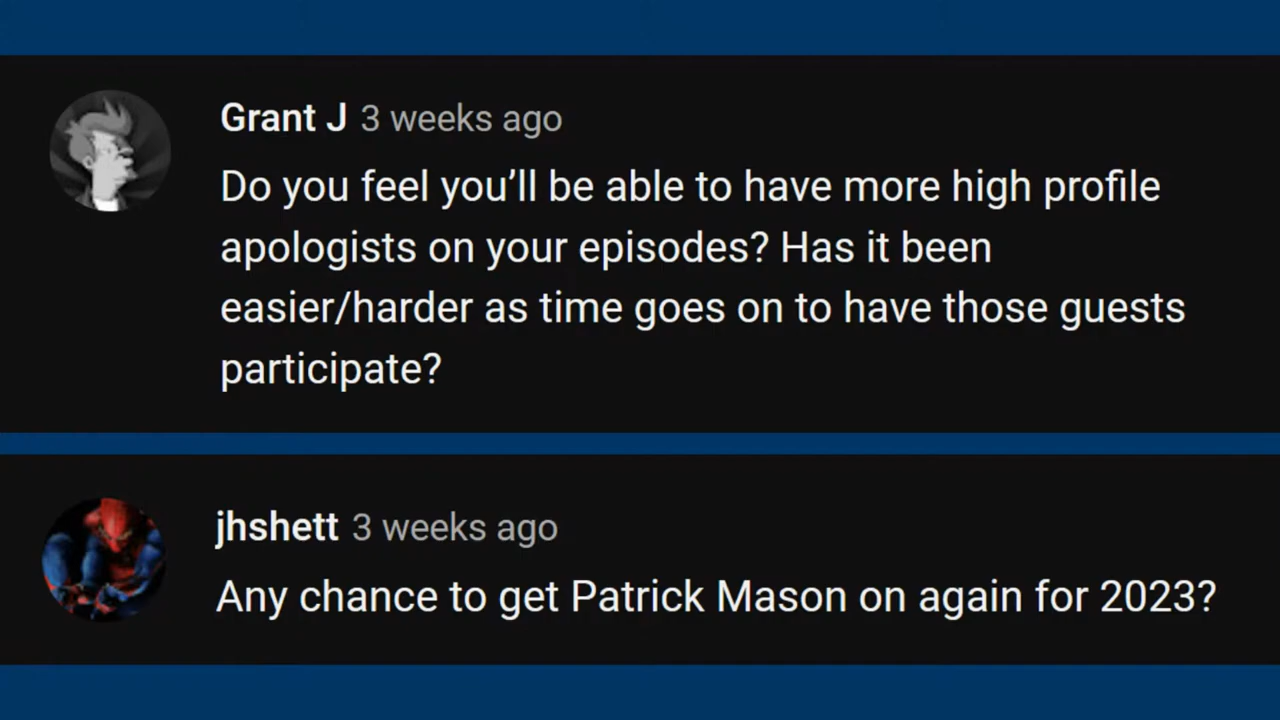 Grant J 3 weeks ago
Do you feel you’ll be able to have more high profile
apologists on your episodes? Has it been
easier/harder as time goes on to have those guests
participate?
jhshett 3 weeks ago
Any chance to get Patrick Mason on again for 2023?